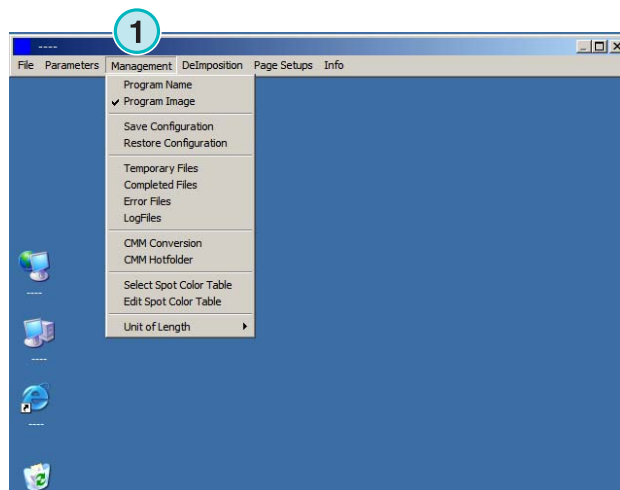 1
----
File Parameters Management DeImposition Page Setups Info
Program Name
Program Image
Save Configuration
Restore Configuration
Temporary Files
Completed Files
Error Files
LogFiles
CMM Conversion
CMM Hotfolder
Select Spot Color Table
Edit Spot Color Table
Unit of Length
----
----
----